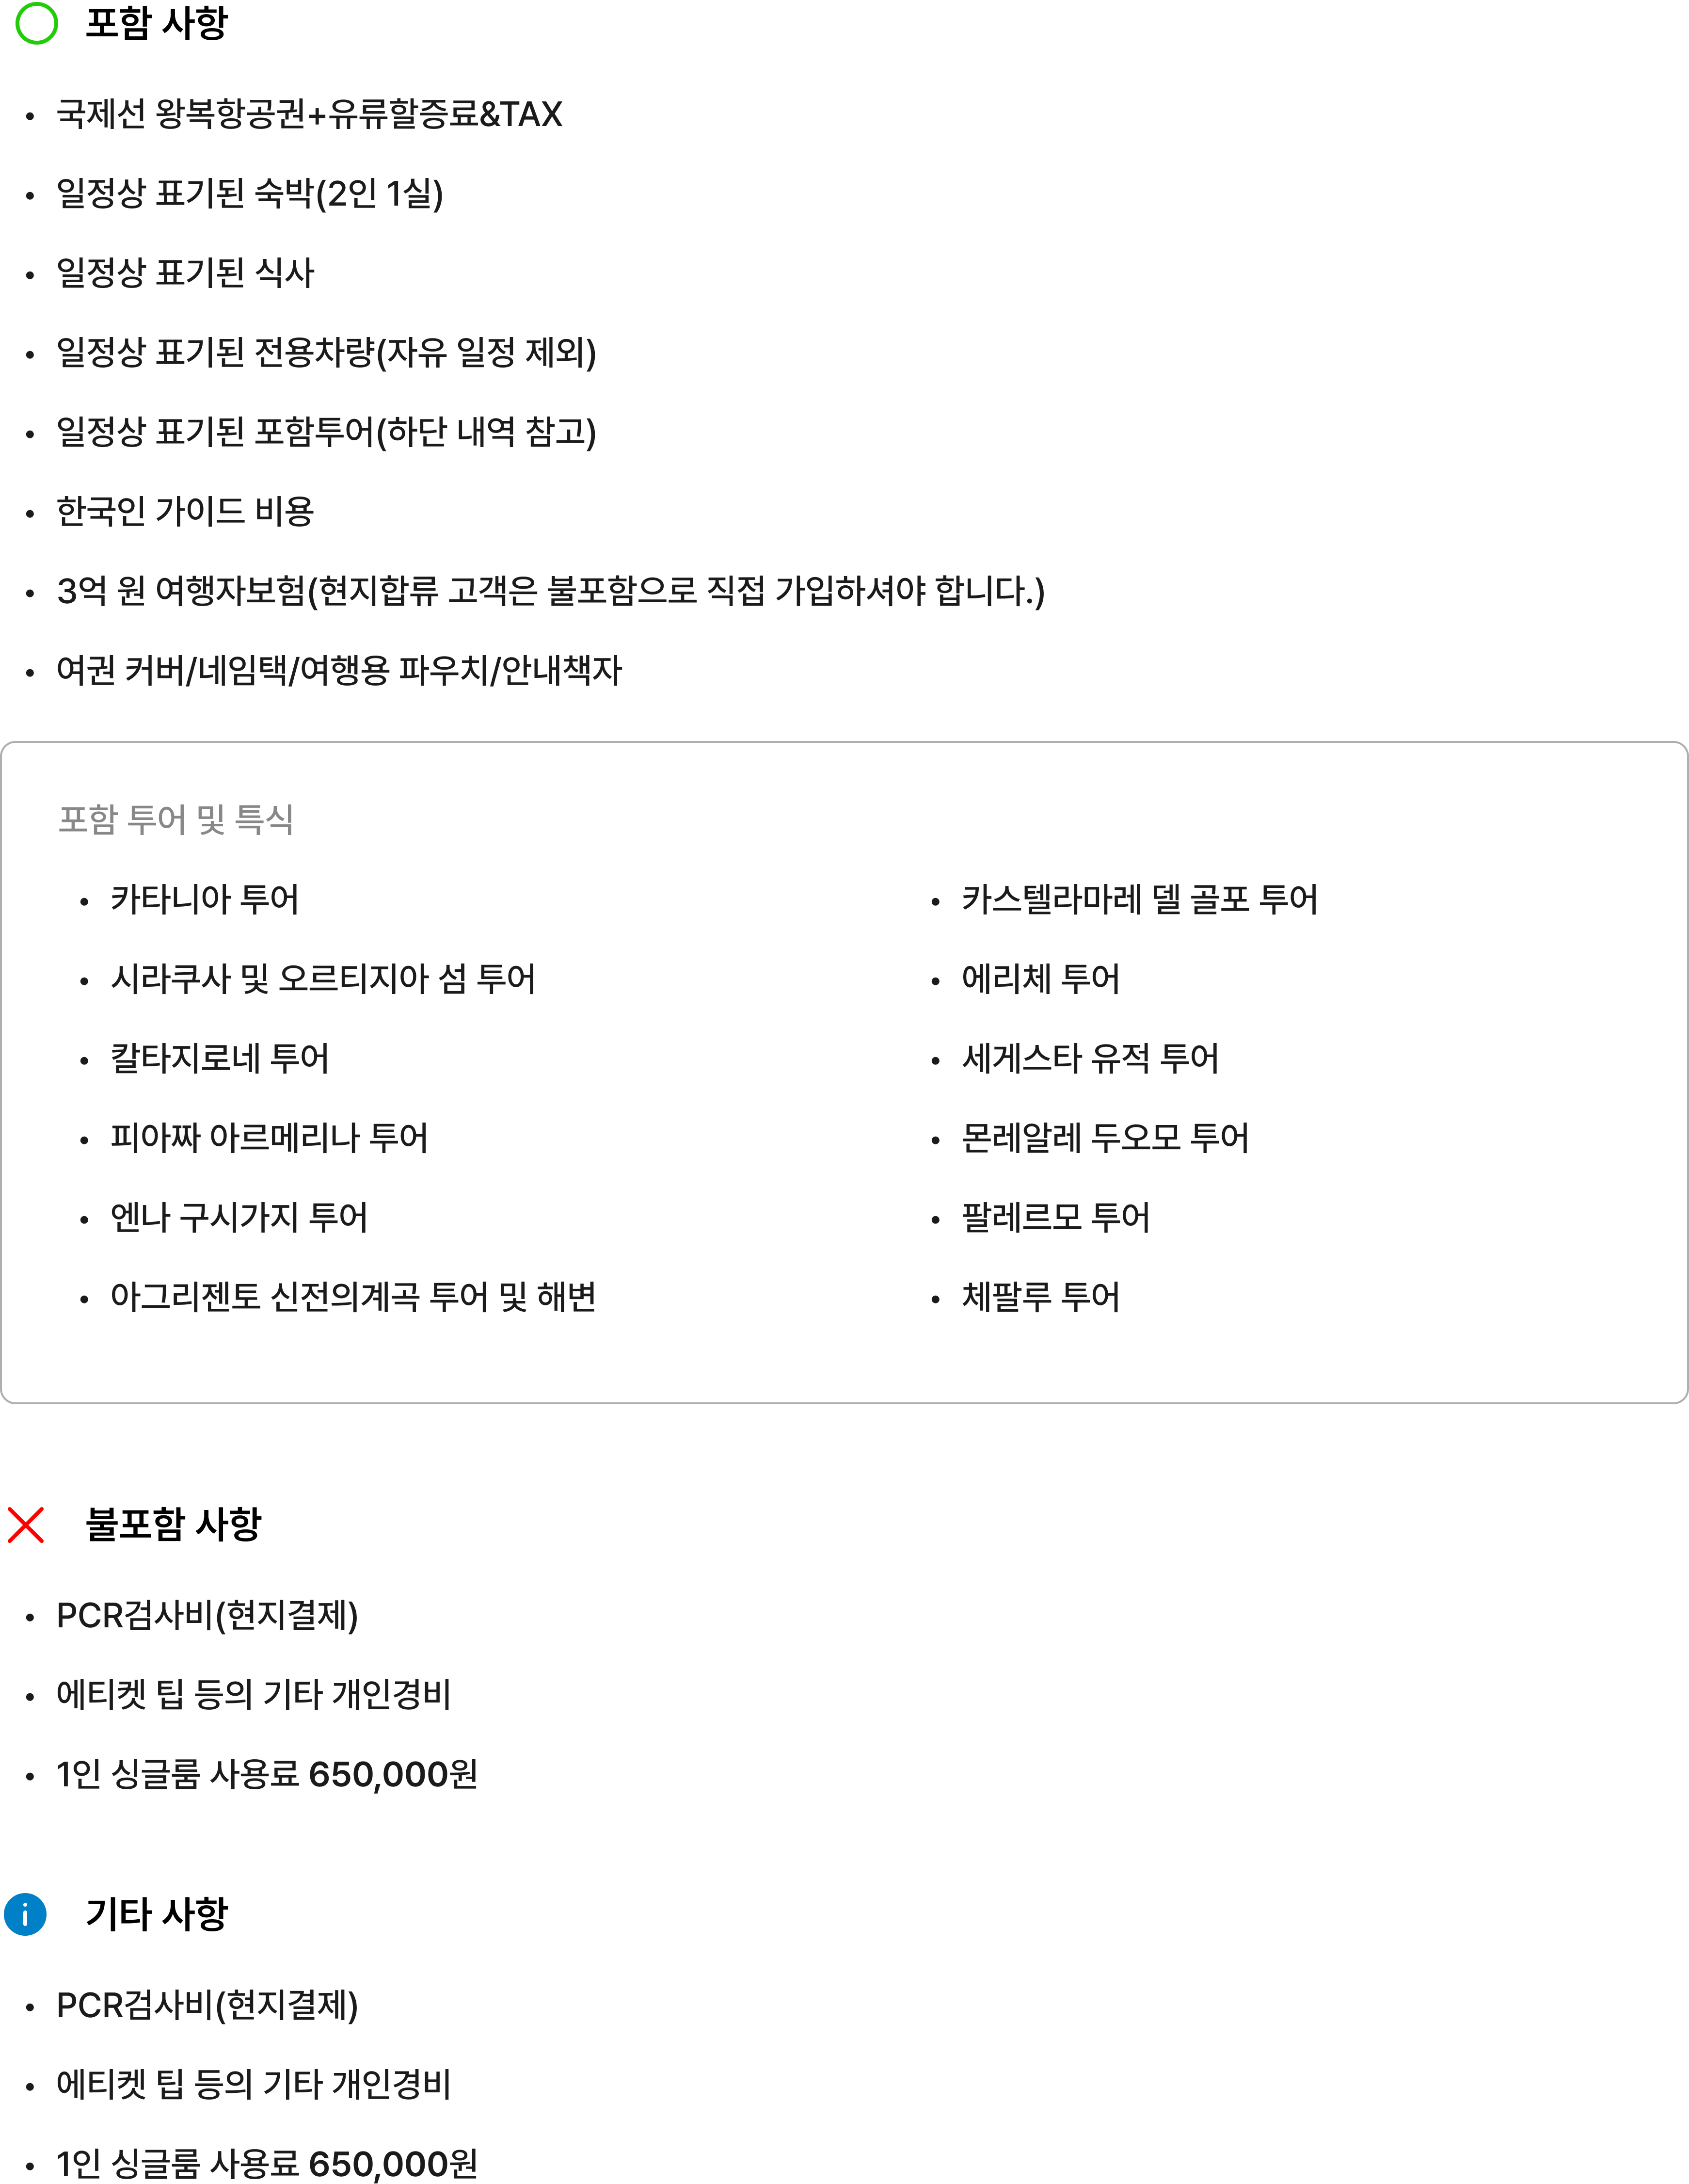 포함 사항
국제선 왕복항공권+유류할증료&TAX
일정상 표기된 숙박(2인 1실)
일정상 표기된 식사
일정상 표기된 전용차량(자유 일정 제외)
일정상 표기된 포함투어(하단 내역 참고)
한국인 가이드 비용
3억 원 여행자보험(현지합류 고객은 불포함으로 직접 가입하셔야 합니다.)
여권 커버/네임택/여행용 파우치/안내책자
포함 투어 및 특식
카타니아 투어
시라쿠사 및 오르티지아 섬 투어
칼타지로네 투어
피아짜 아르메리나 투어
엔나 구시가지 투어
아그리젠토 신전의계곡 투어 및 해변
카스텔라마레 델 골포 투어
에리체 투어
세게스타 유적 투어
몬레알레 두오모 투어
팔레르모 투어
체팔루 투어
불포함 사항
PCR검사비(현지결제)
에티켓 팁 등의 기타 개인경비
1인 싱글룸 사용료 650,000원
기타 사항
PCR검사비(현지결제)
에티켓 팁 등의 기타 개인경비
1인 싱글룸 사용료 650,000원